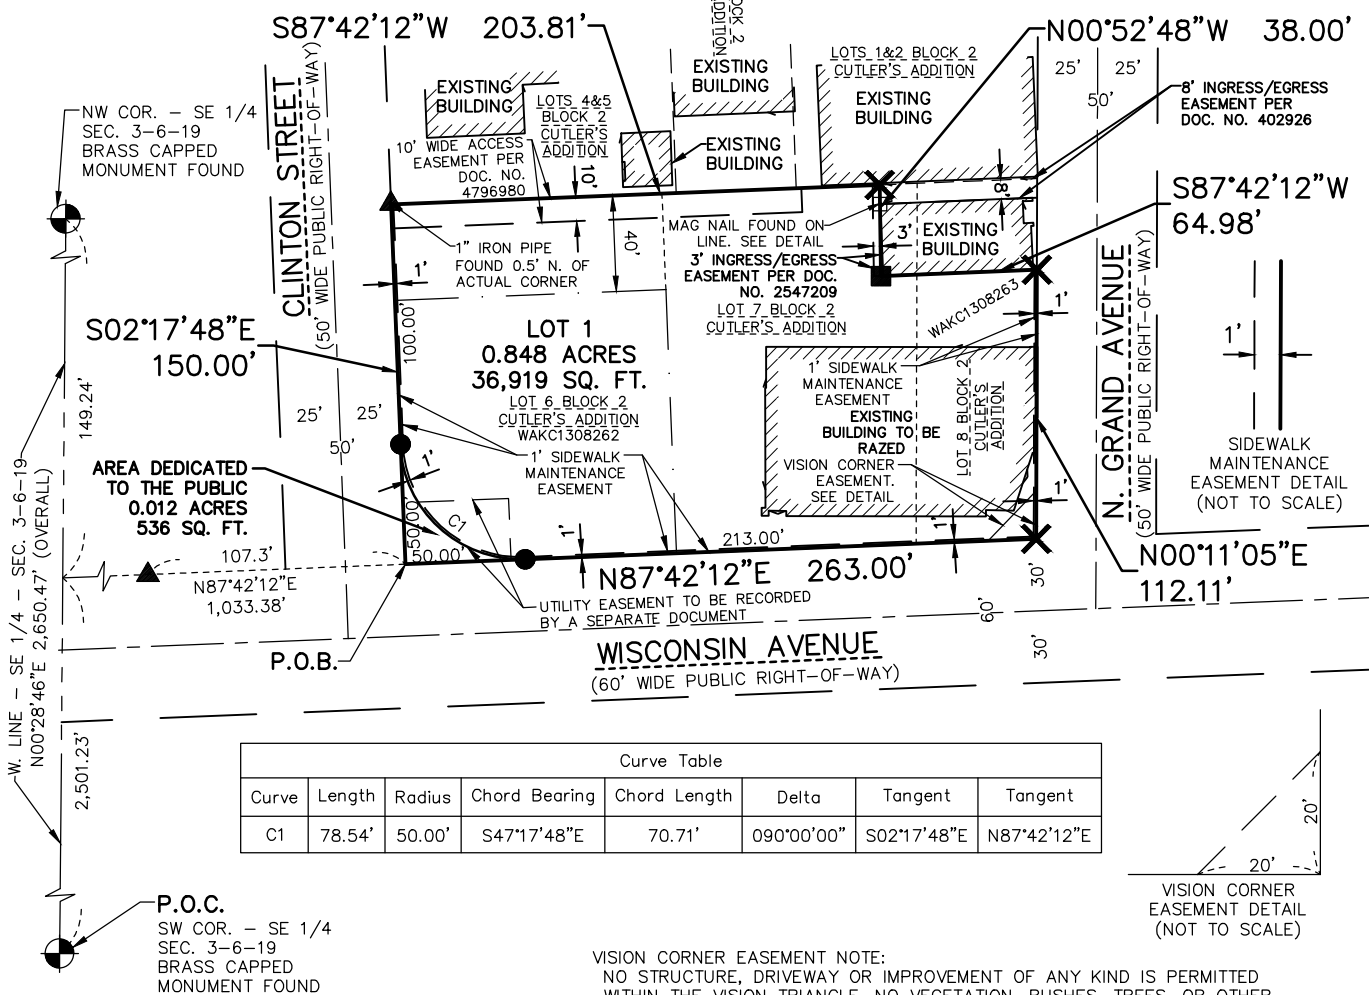 S87°42'12"W 203.81'
N00°52'48"W 38.00'
BLOCK 2
ADDITION
LOTS 1&2 BLOCK 2
CUTLER'S ADDITION
EXISTING
BUILDING
EXISTING
BUILDING
EXISTING
BUILDING
EXISTING
BUILDING
LOTS 4&5
BLOCK 2
CUTLER'S
ADDITION
25'
25'
50'
8' INGRESS/EGRESS
EASEMENT PER
DOC. NO. 402926
NW COR. – SE 1/4
SEC. 3–6–19
BRASS CAPPED
MONUMENT FOUND
CLINTON STREET
(50' WIDE PUBLIC RIGHT–OF–WAY)
10' WIDE ACCESS
EASEMENT PER
DOC. NO.
4796980
10'
8'
S87°42'12"W
64.98'
MAG NAIL FOUND ON
LINE. SEE DETAIL
3'
EXISTING
BUILDING
3' INGRESS/EGRESS
EASEMENT PER DOC.
NO. 2547209
LOT 7 BLOCK 2
CUTLER'S ADDITION
1" IRON PIPE
FOUND 0.5' N. OF
ACTUAL CORNER
40'
1'
WAKC1308263
1'
N. GRAND AVENUE
(50' WIDE PUBLIC RIGHT–OF–WAY)
1'
S02°17'48"E
150.00'
100.00'
LOT 1
0.848 ACRES
36,919 SQ. FT.
LOT 6 BLOCK 2
CUTLER'S ADDITION
WAKC1308262
1' SIDEWALK
MAINTENANCE
EASEMENT
EXISTING
BUILDING TO BE
RAZED
VISION CORNER
EASEMENT.
SEE DETAIL
LOT 8 BLOCK 2
CUTLER'S
ADDITION
25'
25'
50'
1' SIDEWALK
MAINTENANCE
EASEMENT
SIDEWALK
MAINTENANCE
EASEMENT DETAIL
(NOT TO SCALE)
149.24'
W. LINE – SE 1/4 – SEC. 3–6–19
N00°28'46"E 2,650.47' (OVERALL)
AREA DEDICATED
TO THE PUBLIC
0.012 ACRES
536 SQ. FT.
1'
1'
C1
50.00'
50.00'
1'
213.00'
1'
107.3'
N87°42'12"E
1,033.38'
N87°42'12"E 263.00'
N00°11'05"E
112.11'
UTILITY EASEMENT TO BE RECORDED
BY A SEPARATE DOCUMENT
30'
60'
30'
P.O.B.
WISCONSIN AVENUE
(60' WIDE PUBLIC RIGHT–OF–WAY)
2,501.23'
Curve Table
Curve Length Radius Chord Bearing Chord Length Delta Tangent Tangent
C1 78.54' 50.00' S47°17'48"E 70.71' 090°00'00" S02°17'48"E N87°42'12"E
20'
20'
VISION CORNER
EASEMENT DETAIL
(NOT TO SCALE)
P.O.C.
SW COR. – SE 1/4
SEC. 3–6–19
BRASS CAPPED
MONUMENT FOUND
VISION CORNER EASEMENT NOTE:
NO STRUCTURE, DRIVEWAY OR IMPROVEMENT OF ANY KIND IS PERMITTED
WITHIN THE VISION TRIANGLE. NO VEGETATION, BUSHES, TREES, OR OTHER